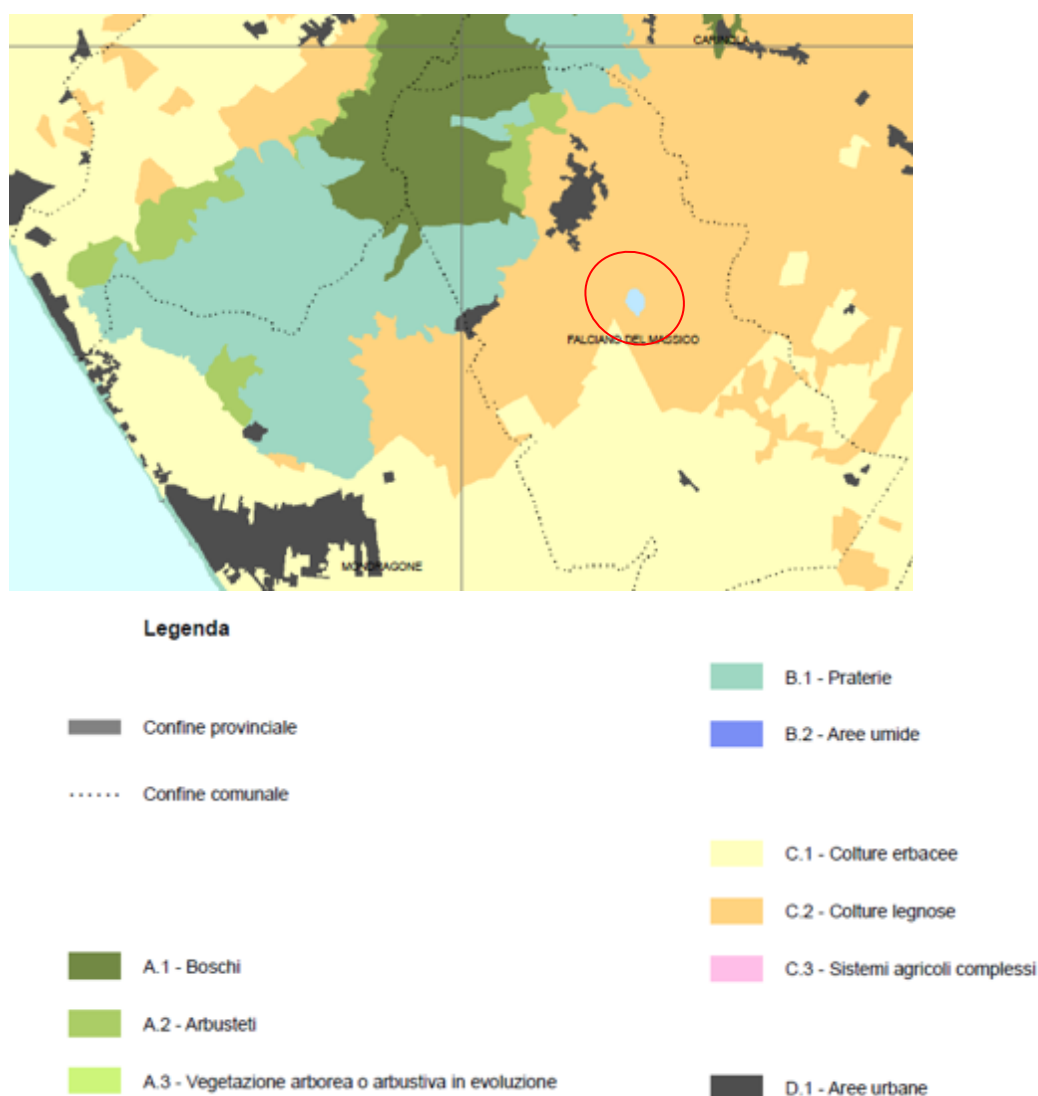 CARINOLA
FALCIANO DEL MASSICO
MONDRAGONE
Legenda
Confine provinciale
Confine comunale
A.1 - Boschi
A.2 - Arbusteti
A.3 - Vegetazione arborea o arbustiva in evoluzione
B.1 - Praterie
B.2 - Aree umide
C.1 - Colture erbacee
C.2 - Colture legnose
C.3 - Sistemi agricoli complessi
D.1 - Aree urbane